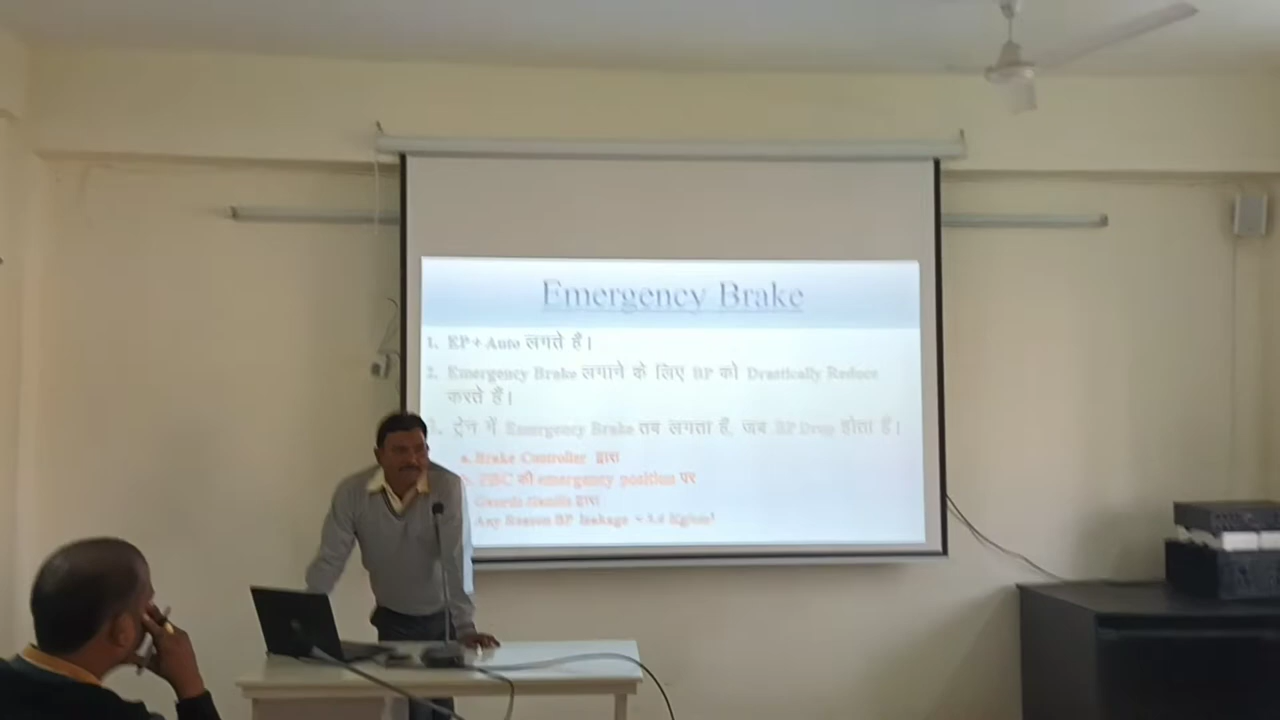 Emergency Brake
1. EP + Auto लगते हैं।
2. Emergency Brake लगाने के लिए BP को Drastically Reduce
करते हैं।
3. ट्रेन में Emergency Brake तब लगता हैं, जब BP Drop होता हैं।
a. Brake Controller द्वारा
b. PBC की emergency position पर
Guards Handle द्वारा
Any Reason BP leakage